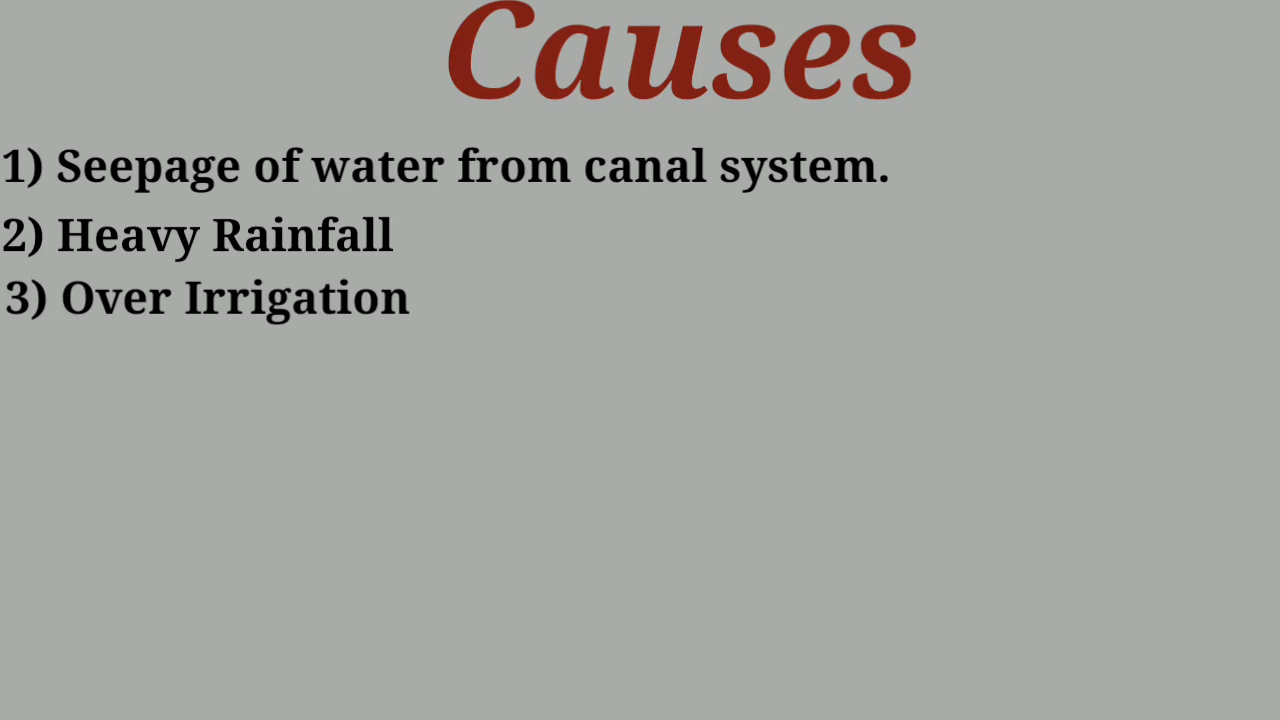 Causes
1) Seepage of water from canal system.
2) Heavy Rainfall
3) Over Irrigation